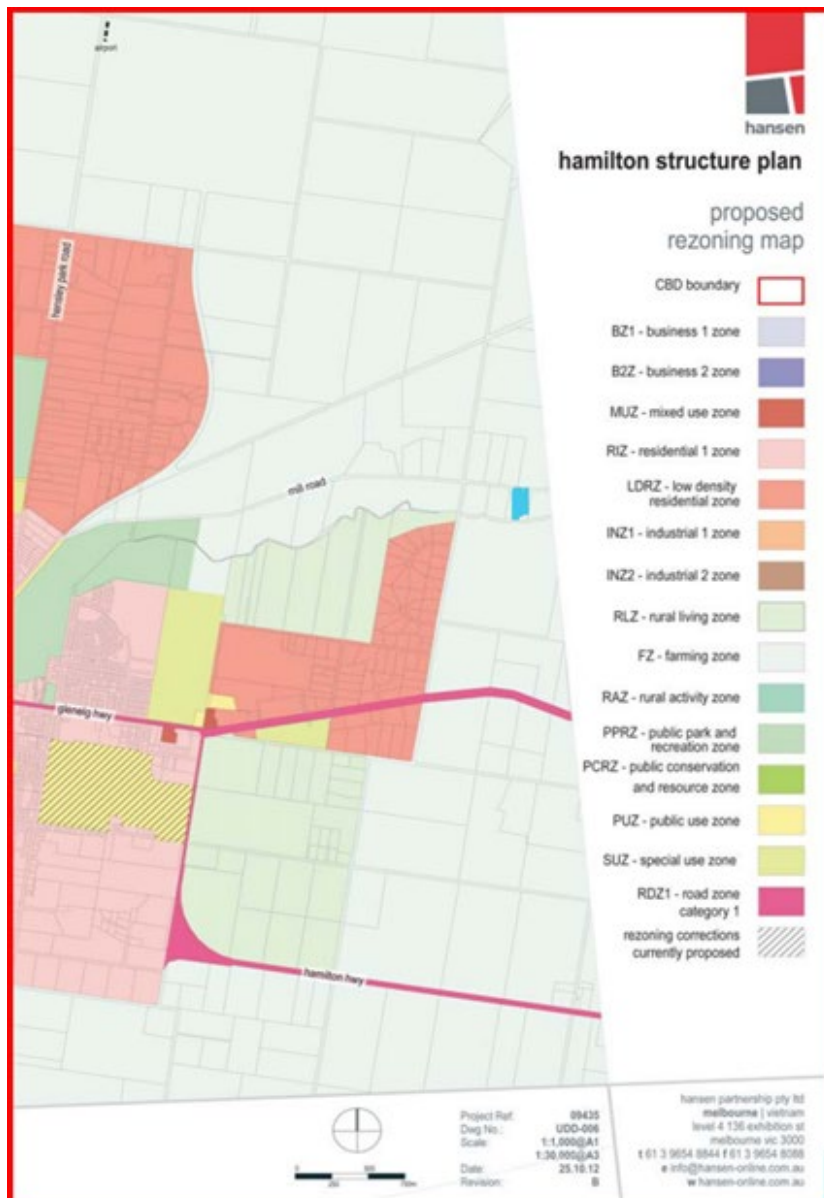 airport
hansen
hamilton structure plan
proposed
rezoning map
hensley park road
CBD boundary
BZ1 - business 1 zone
B2Z - business 2 zone
MUZ - mixed use zone
RIZ - residential 1 zone
LDRZ - low density
residential zone
mill road
INZ1 - industrial 1 zone
INZ2 - industrial 2 zone
RLZ - rural living zone
FZ - farming zone
RAZ - rural activity zone
glenelg hwy
PPRZ - public park and
recreation zone
PCRZ - public conservation
and resource zone
PUZ - public use zone
SUZ - special use zone
RDZ1 - road zone
category 1
rezoning corrections
currently proposed
hamilton hwy
Project Ref: 09435
Dwg No.: UDD-006
Scale: 1:1,000@A1
1:30,000@A3
Date: 25.10.12
Revision: B
hansen partnership pty ltd
melbourne | vietnam
level 4 136 exhibition st
melbourne vic 3000
t 61 3 9654 8844 f 61 3 9654 8088
e info@hansen-online.com.au
w hansen-online.com.au
0 500
250 750m